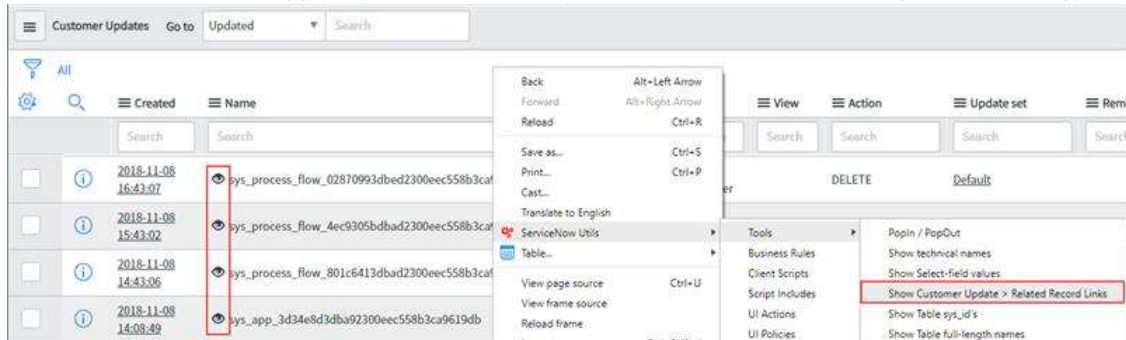 Customer Updates Go to Updated Search
All
Created Name View Action Update set Rem
Search Search Search Search Search Search
2018-11-08
16:43:07
sys_process_flow_02870993dbed2300eec558b3ca9
er DELETE Default
2018-11-08
15:43:02
sys_process_flow_4ec9305bdbad2300eec558b3ca9
2018-11-08
14:43:06
sys_process_flow_801c6413dbad2300eec558b3ca9
2018-11-08
14:08:49
sys_app_3d34e8d3dba92300eec558b3ca9619db
Back Alt+Left Arrow
Forward Alt+Right Arrow
Reload Ctrl+R
Save as... Ctrl+S
Print... Ctrl+P
Cast...
Translate to English
ServiceNow Utils
Table...
View page source Ctrl+U
View frame source
Reload frame
Tools
Business Rules
Client Scripts
Script Includes
UI Actions
UI Policies
PopIn / PopOut
Show technical names
Show Select-field values
Show Customer Update > Related Record Links
Show Table sys_id's
Show Table full-length names